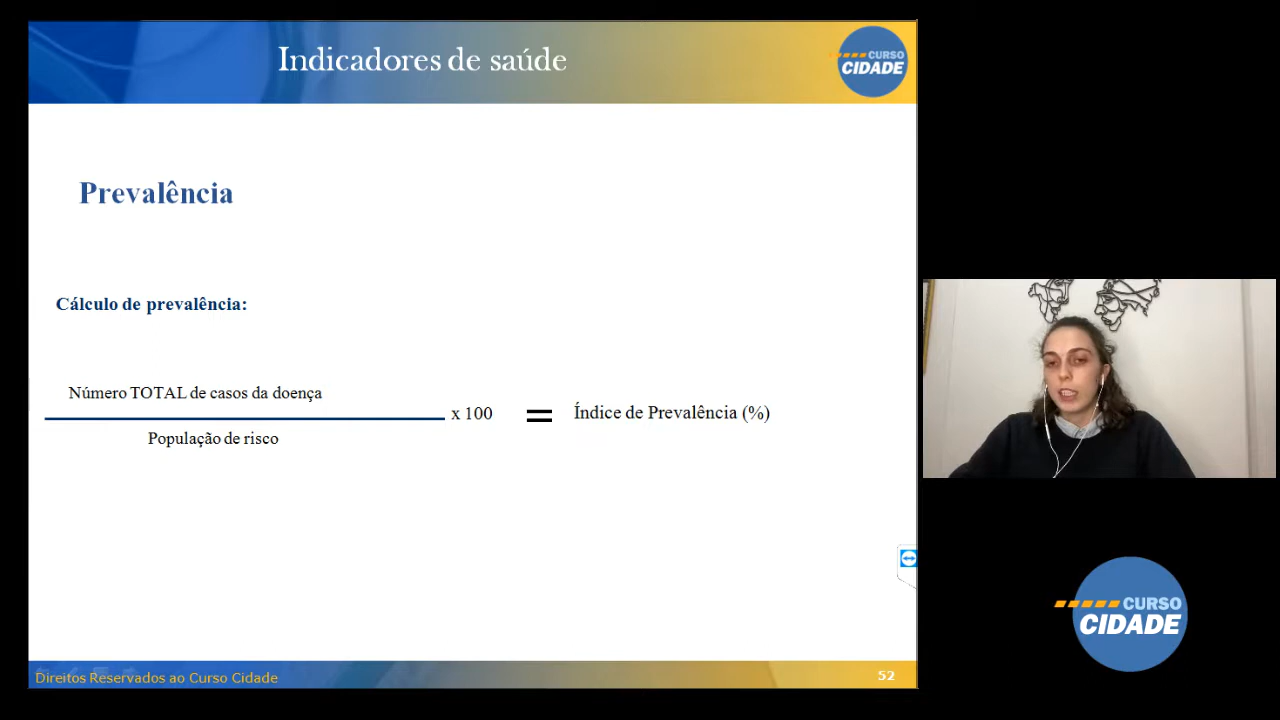 Indicadores de saúde
CURSO
CIDADE
Prevalência
Cálculo de prevalência:
Número TOTAL de casos da doença
População de risco
x 100
=
Índice de Prevalência (%)
Direitos Reservados ao Curso Cidade
52
CURSO
CIDADE